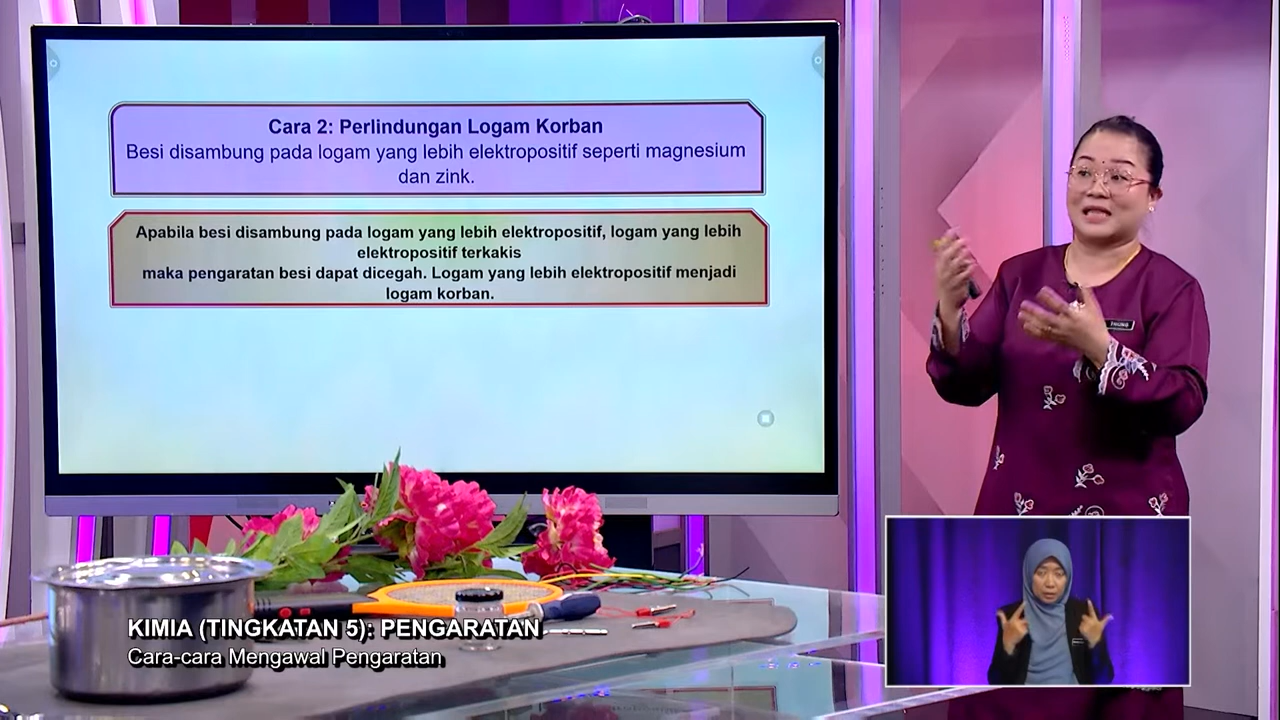 Cara 2: Perlindungan Logam Korban
Besi disambung pada logam yang lebih elektropositif seperti magnesium
dan zink.
Apabila besi disambung pada logam yang lebih elektropositif, logam yang lebih
elektropositif terkakis
maka pengaratan besi dapat dicegah. Logam yang lebih elektropositif menjadi
logam korban.
KIMIA (TINGKATAN 5): PENGARATAN
Cara-cara Mengawal Pengaratan